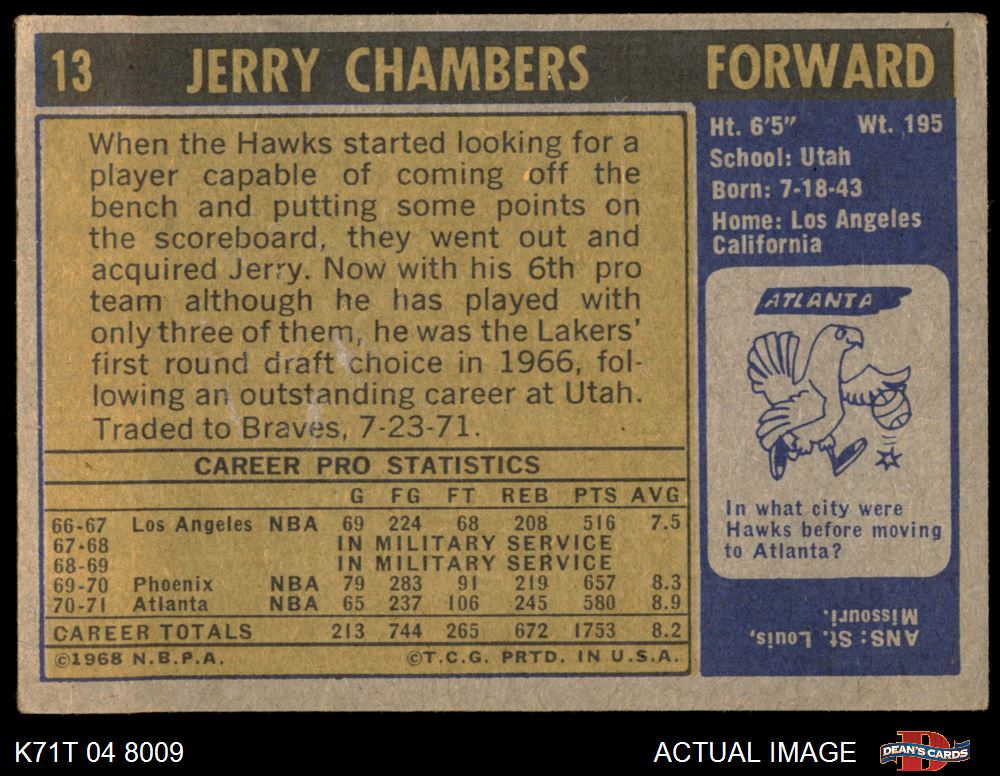 13 JERRY CHAMBERS FORWARD
When the Hawks started looking for a
player capable of coming off the
bench and putting some points on
the scoreboard, they went out and
acquired Jerry. Now with his 6th pro
team although he has played with
only three of them, he was the Lakers'
first round draft choice in 1966, fol-
lowing an outstanding career at Utah.
Traded to Braves, 7-23-71.
CAREER PRO STATISTICS
G FG FT REB PTS AVG
66-67 Los Angeles NBA 69 224 68 208 516 7.5
67-68 IN MILITARY SERVICE
68-69 IN MILITARY SERVICE
69-70 Phoenix NBA 79 283 91 219 657 8.3
70-71 Atlanta NBA 65 237 106 245 580 8.9
CAREER TOTALS 213 744 265 672 1753 8.2
©1968 N.B.P.A. ©T.C.G. PRTD. IN U.S.A.
Ht. 6'5" Wt. 195
School: Utah
Born: 7-18-43
Home: Los Angeles
California
ATLANTA
In what city were
Hawks before moving
to Atlanta?
ANS: St. Louis,
Missouri.
K71T 04 8009 ACTUAL IMAGE
D
DEAN'S CARDS